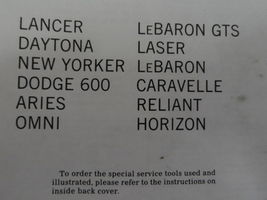 LANCER LeBARON GTS
DAYTONA LASER
NEW YORKER LeBARON
DODGE 600 CARAVELLE
ARIES RELIANT
OMNI HORIZON
To order the special service tools used and
illustrated, please refer to the instructions on
inside back cover.